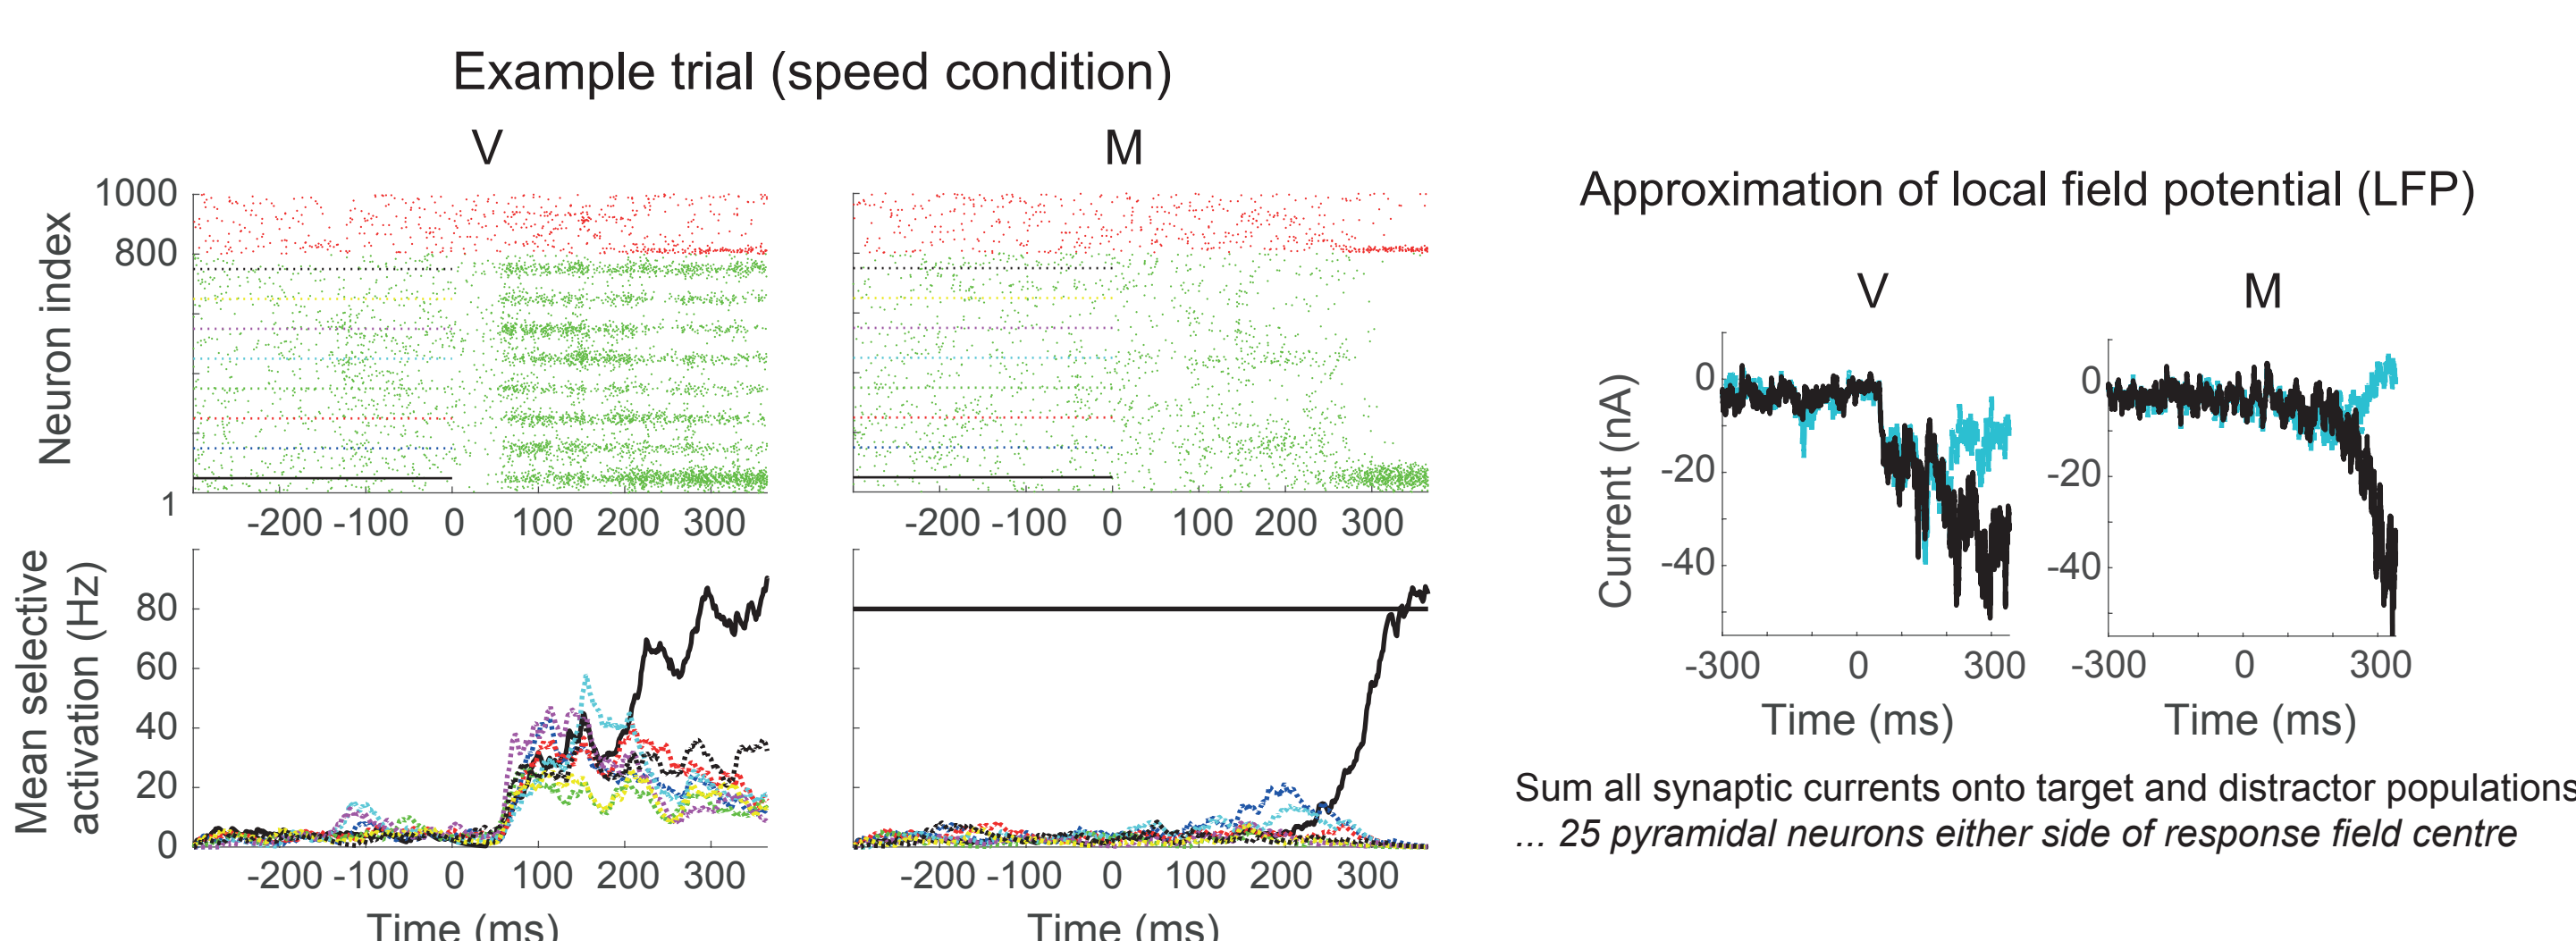 Example trial (speed condition)
V
M
Neuron index
1000
800
1
-200 -100 0 100 200 300
-200 -100 0 100 200 300
Mean selective
activation (Hz)
80
60
40
20
0
-200 -100 0 100 200 300
-200 -100 0 100 200 300
Time (ms)
Time (ms)
Approximation of local field potential (LFP)
V
M
Current (nA)
0
-20
-40
0
-20
-40
-300 0 300
-300 0 300
Time (ms)
Time (ms)
Sum all synaptic currents onto target and distractor populations
... 25 pyramidal neurons either side of response field centre